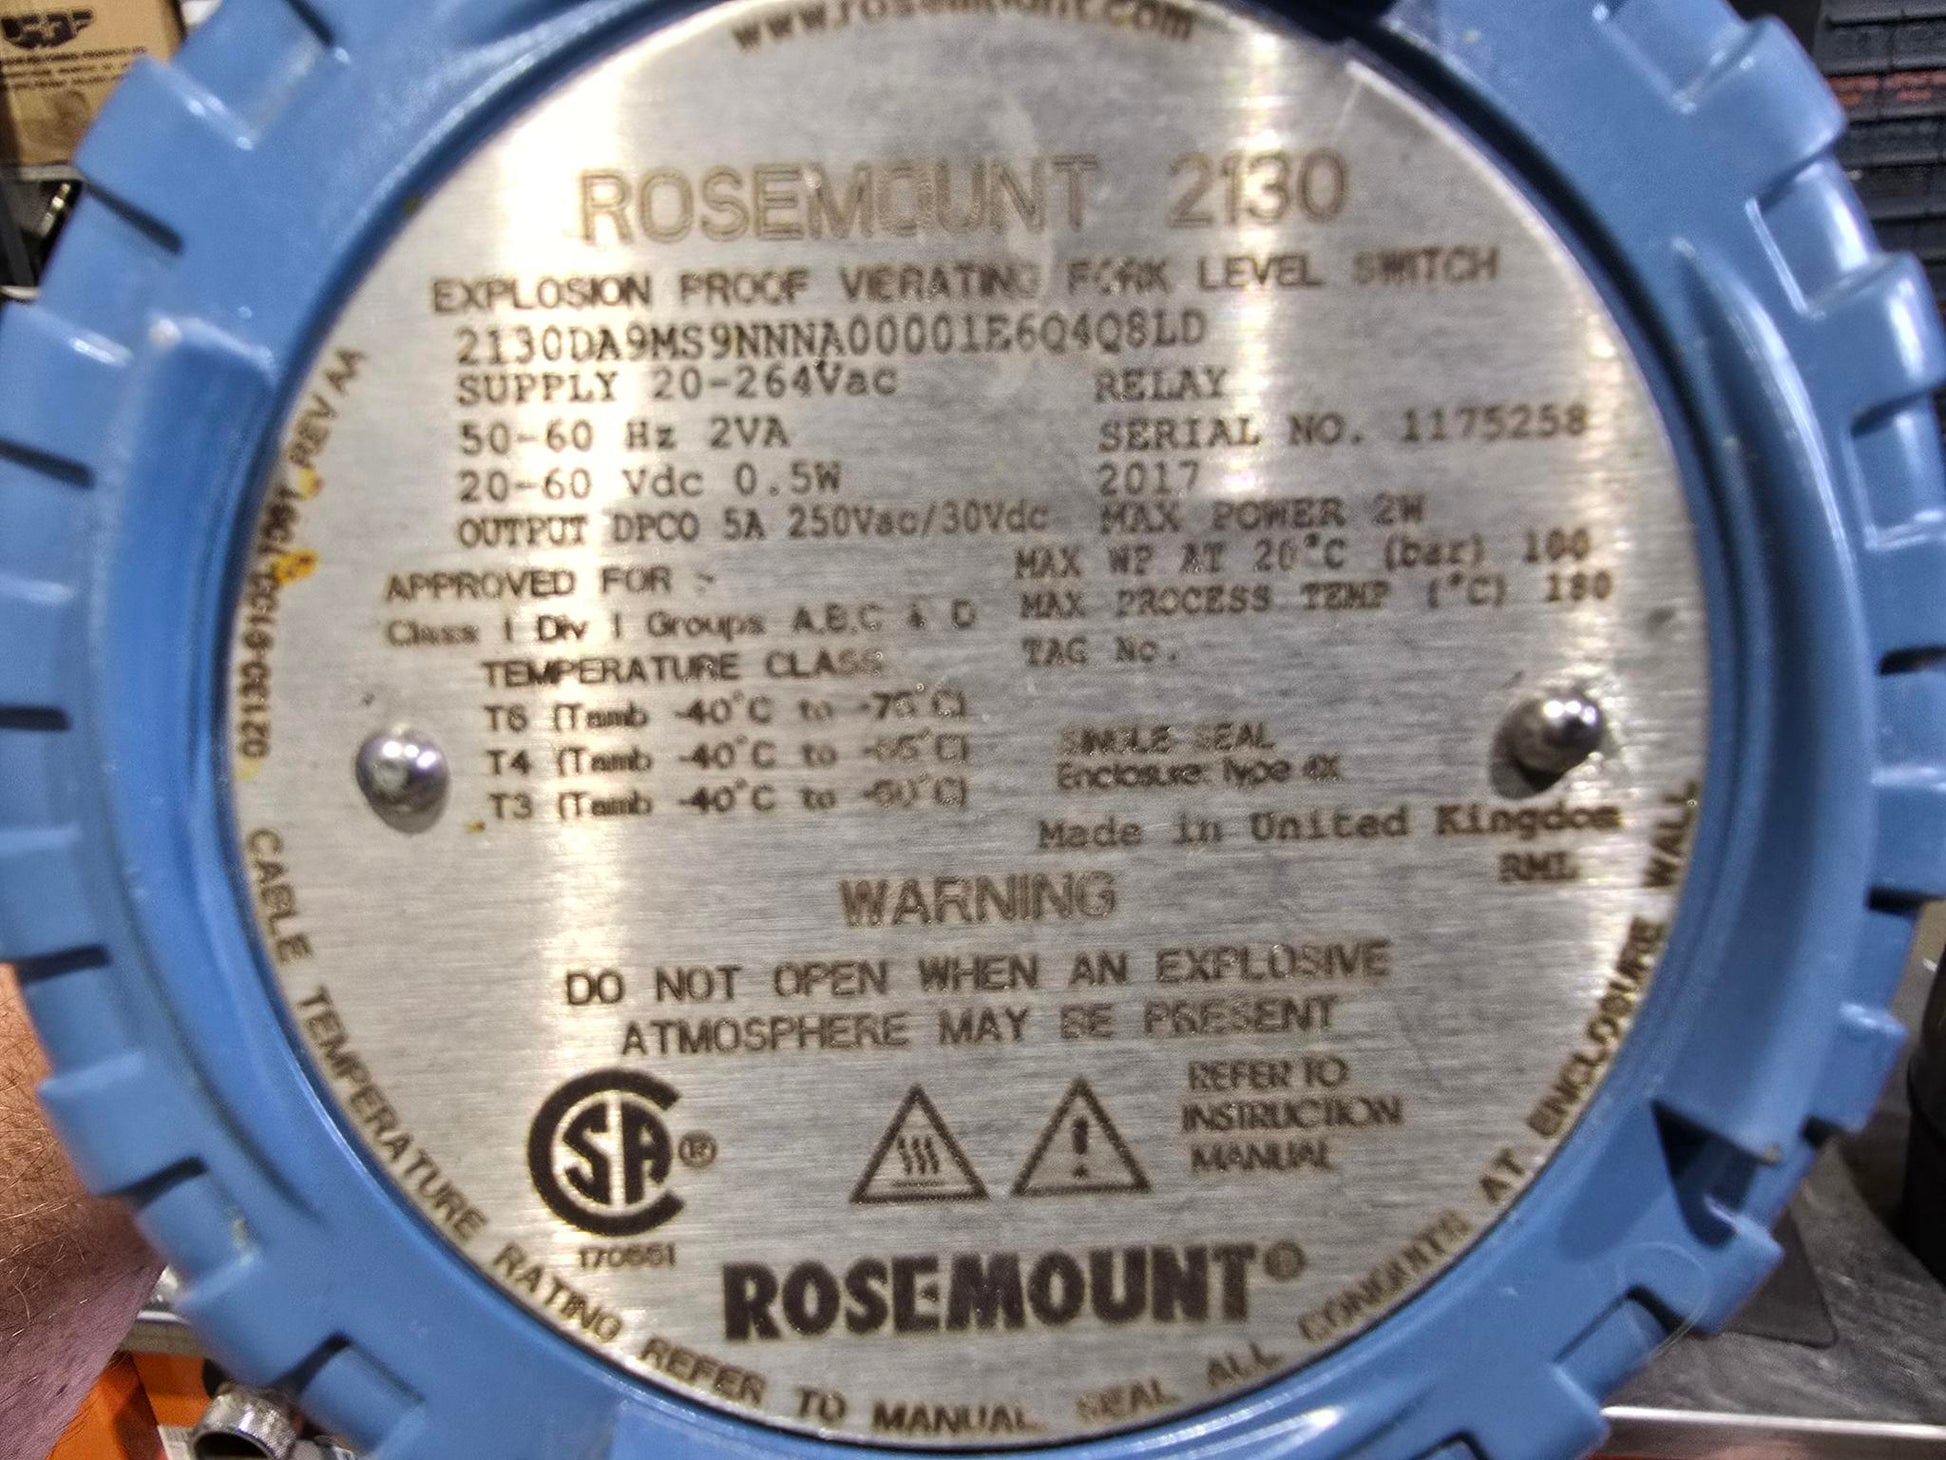 www.rosemount.com
ROSEMOUNT 2130
EXPLOSION PROOF VIBRATING FORK LEVEL SWITCH
2130DA9MS9NNNA00001E6Q4Q8LD
SUPPLY 20-264Vac
RELAY
50-60 Hz 2VA
SERIAL NO. 1175258
20-60 Vdc 0.5W
2017
OUTPUT DPCO 5A 250Vac/30Vdc
MAX POWER 2W
MAX WP AT 20°C (bar) 100
MAX PROCESS TEMP (°C) 180
APPROVED FOR :-
Class I Div I Groups A,B,C & D
TAG No.
TEMPERATURE CLASS
T6 (Tamb -40°C to
T4 (Tamb -40°C to
T3 (Tamb -40°C to
SINGLE SEAL
Enclosure: Type 4X
Made in United Kingdom
RML
WARNING
DO NOT OPEN WHEN AN EXPLOSIVE
ATMOSPHERE MAY BE PRESENT
REFER TO
INSTRUCTION
MANUAL
CSA®
170661
ROSEMOUNT®
REV AA
CABLE TEMPERATURE RATING REFER TO MANUAL SEAL ALL CONDUITS AT ENCLOSURE WALL